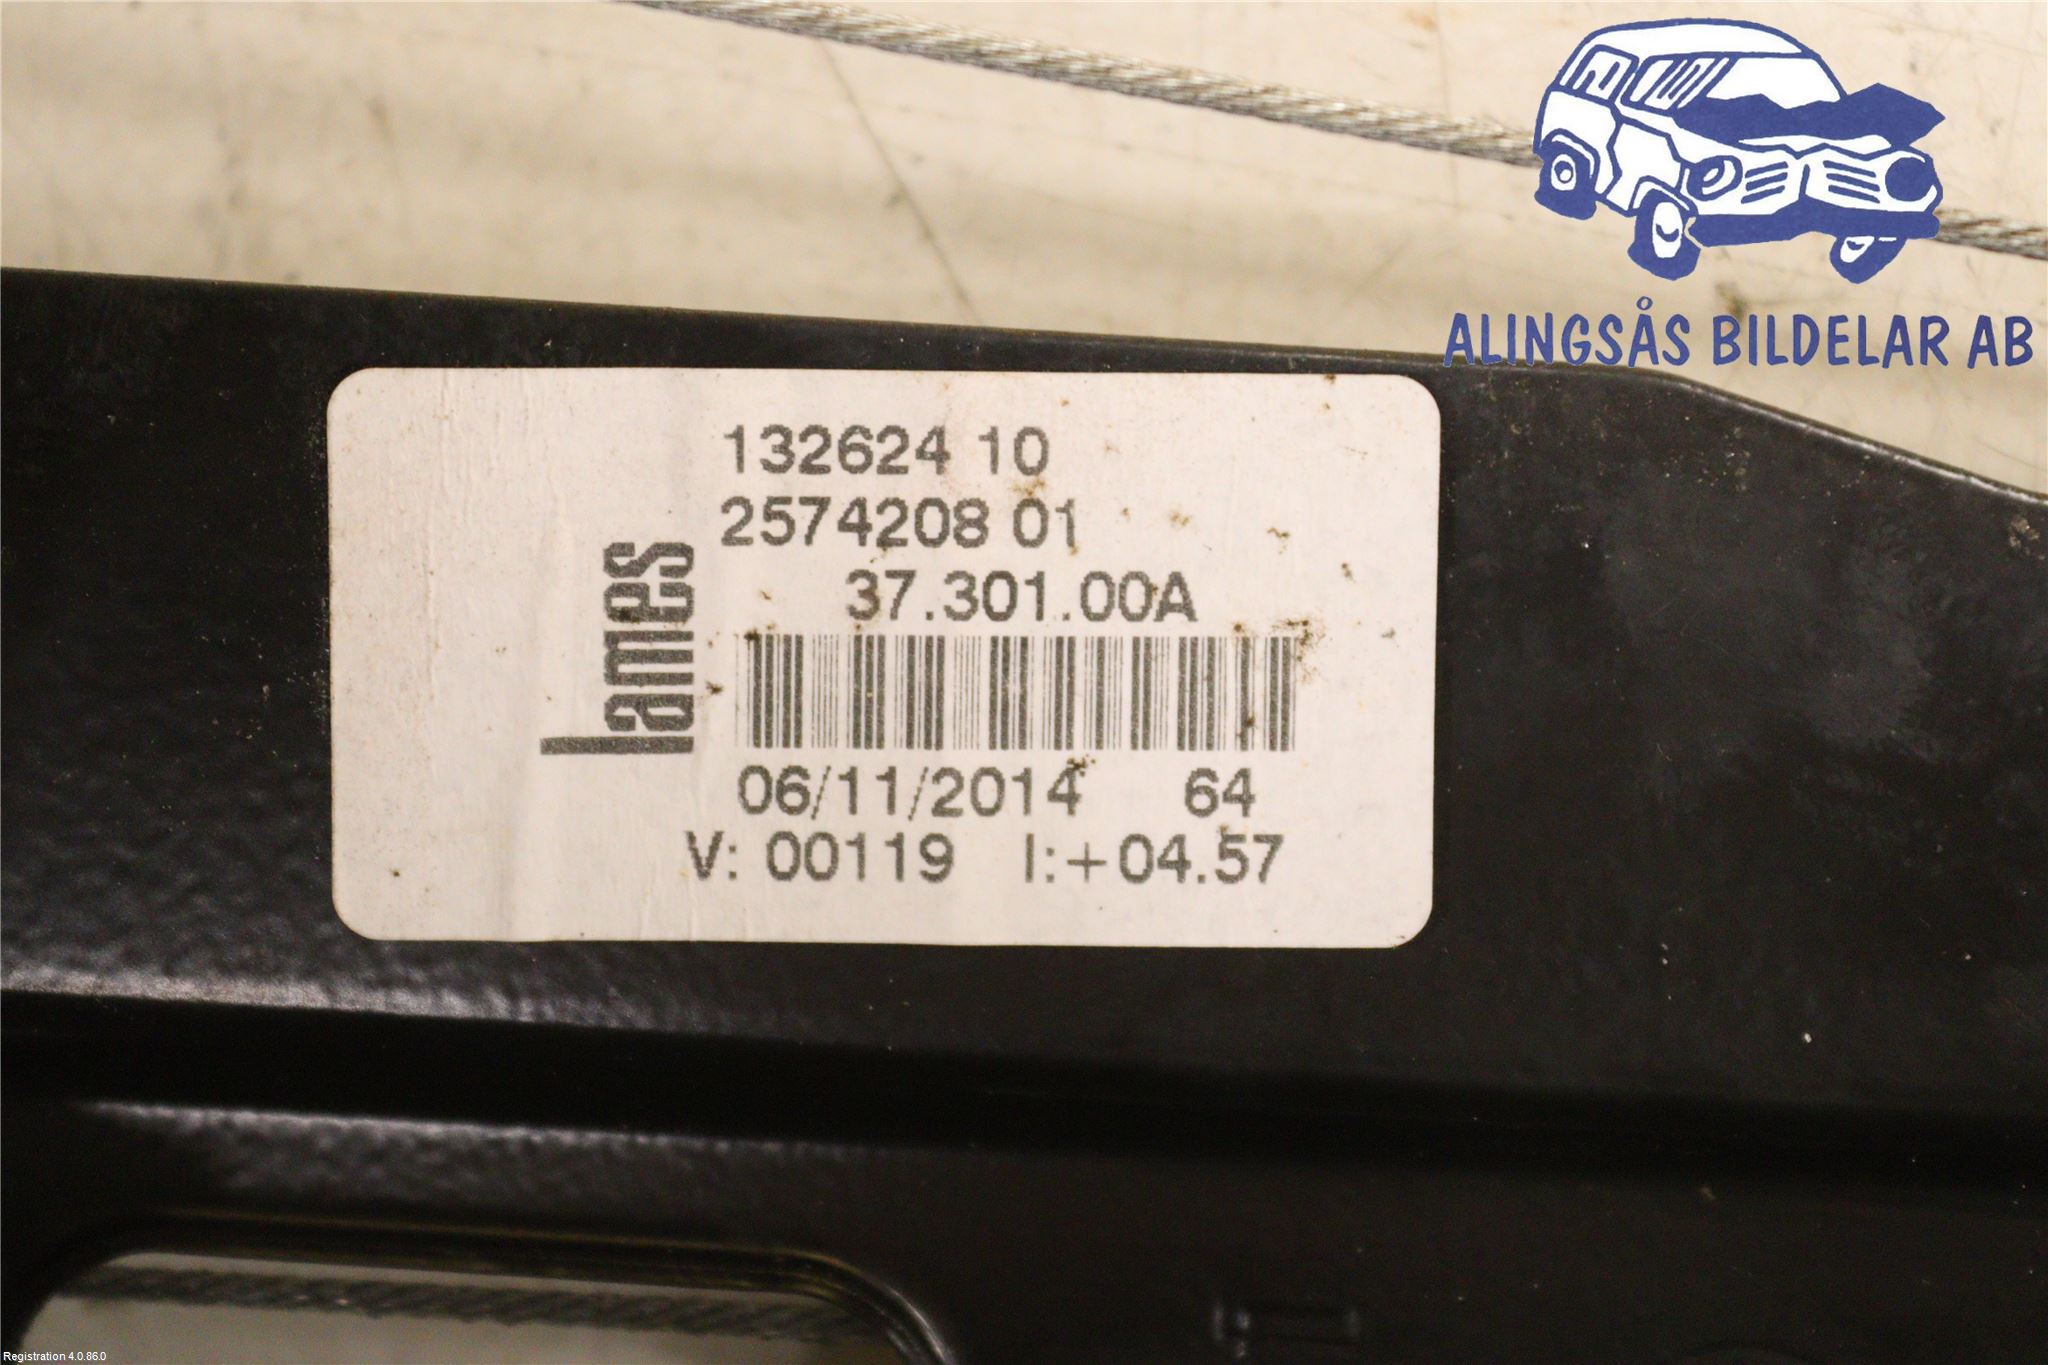 ALINGSÅS BILDELAR AB
132624 10
2574208 01
37.301.00A
lames
06/11/2014 64
V: 00119 I:+04.57
Registration 4.0.86.0